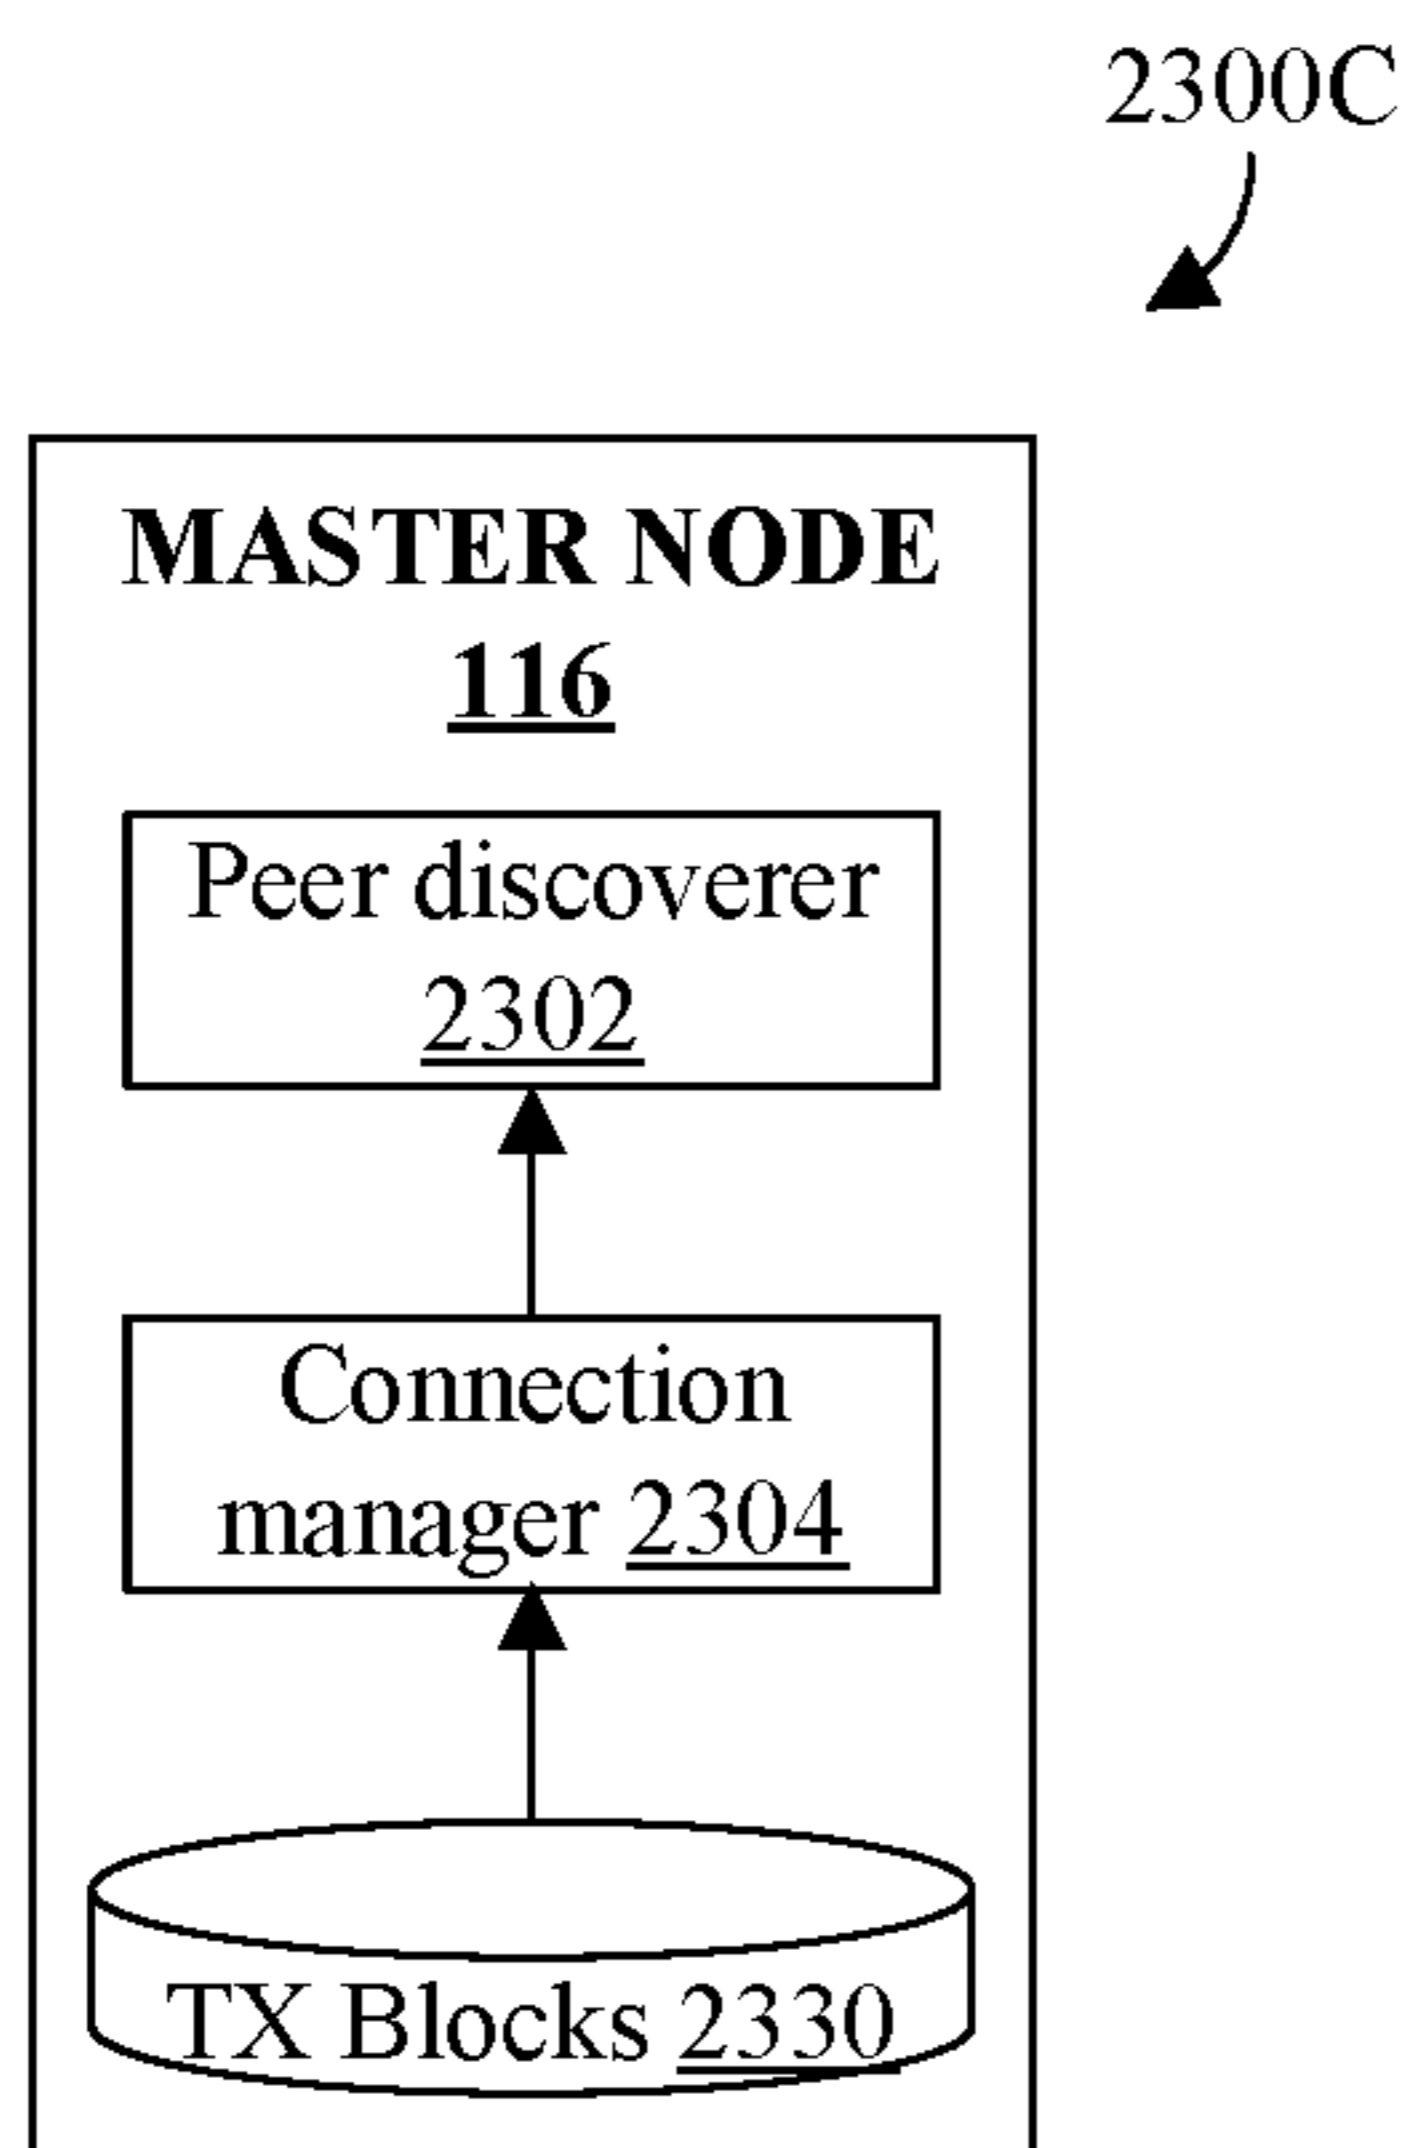 2300C
MASTER NODE
116
Peer discoverer
2302
Connection
manager 2304
TX Blocks 2330